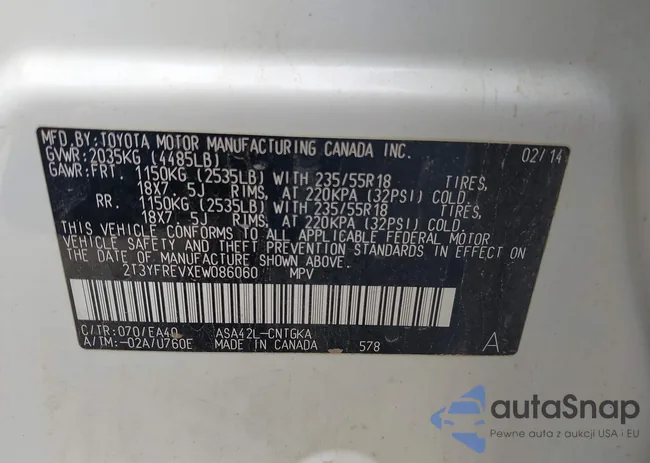 MFD. BY: TOYOTA MOTOR MANUFACTURING CANADA INC. 02/14
GVWR: 2035KG (4485LB)
GAWR: FRT. 1150KG (2535LB) WITH 235/55R18 TIRES,
18X7. 5J RIMS, AT 220KPA (32PSI) COLD.
RR. 1150KG (2535LB) WITH 235/55R18 TIRES,
18X7. 5J RIMS, AT 220KPA (32PSI) COLD.
THIS VEHICLE CONFORMS TO ALL APPLICABLE FEDERAL MOTOR
VEHICLE SAFETY AND THEFT PREVENTION STANDARDS IN EFFECT ON
THE DATE OF MANUFACTURE SHOWN ABOVE.
2T3YFREVXEW086060 MPV
C/TR: 070/EA40 ASA42L-CNTGKA
A/TM: -02A/U760E MADE IN CANADA 578 A.
autaSnap
Pewne auta z aukcji USA • EU